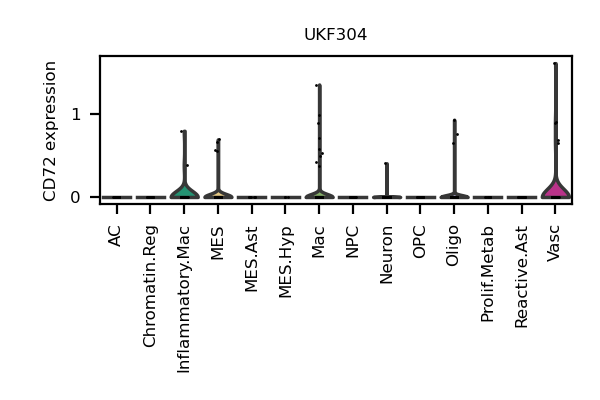 UKF304
CD72 expression
1
0
AC
Chromatin.Reg
Inflammatory.Mac
MES
MES.Ast
MES.Hyp
Mac
NPC
Neuron
OPC
Oligo
Prolif.Metab
Reactive.Ast
Vasc